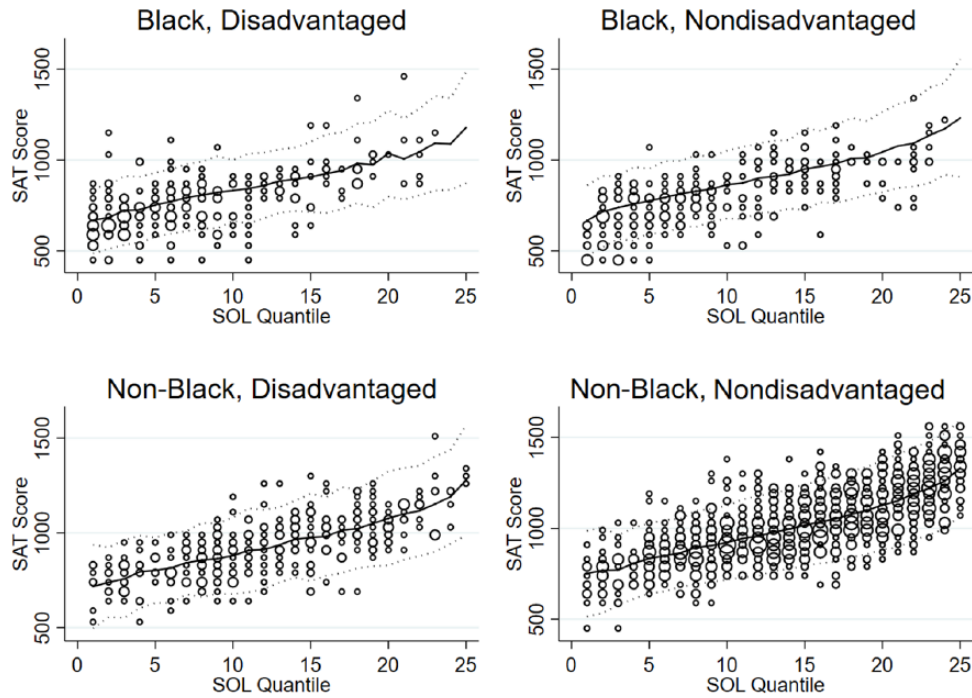 Black, Disadvantaged
SAT Score
1500
1000
500
0 5 10 15 20 25
SOL Quantile
Black, Nondisadvantaged
SAT Score
1500
1000
500
0 5 10 15 20 25
SOL Quantile
Non-Black, Disadvantaged
SAT Score
1500
1000
500
0 5 10 15 20 25
SOL Quantile
Non-Black, Nondisadvantaged
SAT Score
1500
1000
500
0 5 10 15 20 25
SOL Quantile